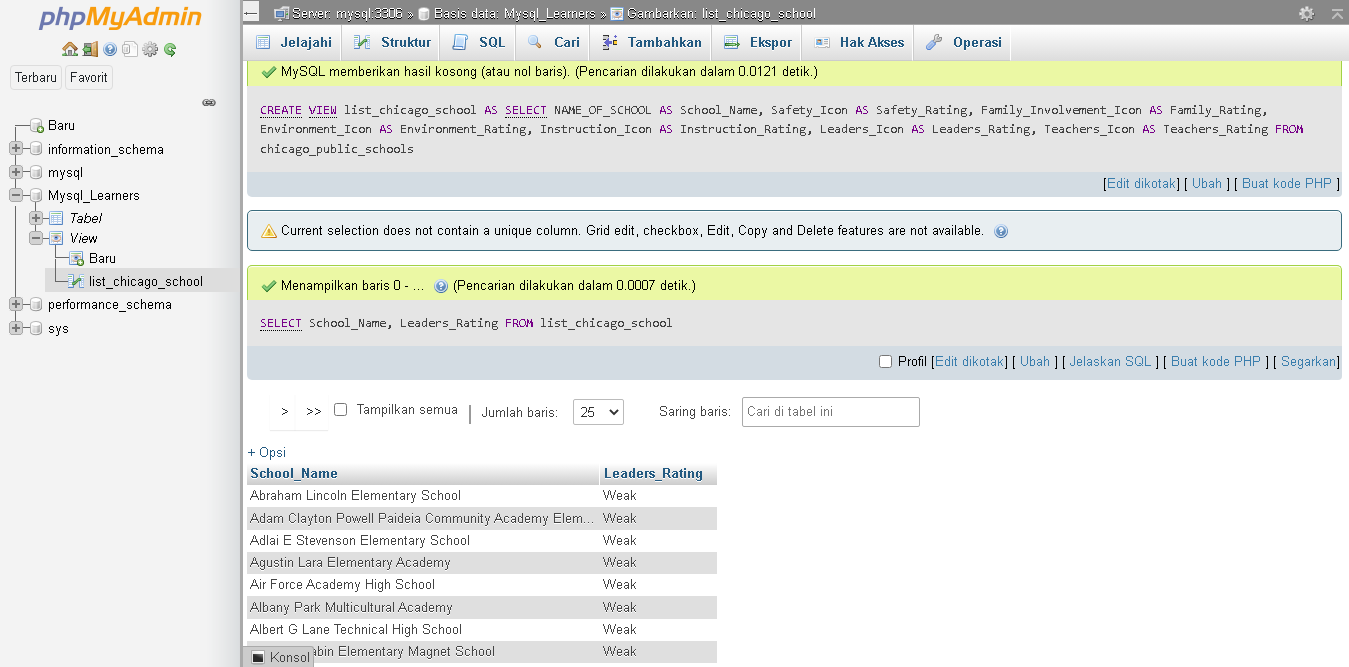 phpMyAdmin
Terbaru Favorit
Baru
information_schema
mysql
Mysql_Learners
Tabel
View
Baru
list_chicago_school
performance_schema
sys
Server: mysql:3306 » Basis data: Mysql_Learners » Gambarkan: list_chicago_school
Jelajahi Struktur SQL Cari Tambahkan Ekspor Hak Akses Operasi
MySQL memberikan hasil kosong (atau nol baris). (Pencarian dilakukan dalam 0.0121 detik.)
CREATE VIEW list_chicago_school AS SELECT NAME_OF_SCHOOL AS School_Name, Safety_Icon AS Safety_Rating, Family_Involvement_Icon AS Family_Rating,
Environment_Icon AS Environment_Rating, Instruction_Icon AS Instruction_Rating, Leaders_Icon AS Leaders_Rating, Teachers_Icon AS Teachers_Rating FROM
chicago_public_schools
[Edit dikotak] [ Ubah ] [ Buat kode PHP ]
Current selection does not contain a unique column. Grid edit, checkbox, Edit, Copy and Delete features are not available.
Menampilkan baris 0 - ... (Pencarian dilakukan dalam 0.0007 detik.)
SELECT School_Name, Leaders_Rating FROM list_chicago_school
Profil [Edit dikotak] [ Ubah ] [ Jelaskan SQL ] [ Buat kode PHP ] [ Segarkan]
> >> Tampilkan semua | Jumlah baris: 25 Saring baris: Cari di tabel ini
+ Opsi
School_Name Leaders_Rating
Abraham Lincoln Elementary School Weak
Adam Clayton Powell Paideia Community Academy Elem... Weak
Adlai E Stevenson Elementary School Weak
Agustin Lara Elementary Academy Weak
Air Force Academy High School Weak
Albany Park Multicultural Academy Weak
Albert G Lane Technical High School Weak
Elementary Magnet School Weak
Konsol